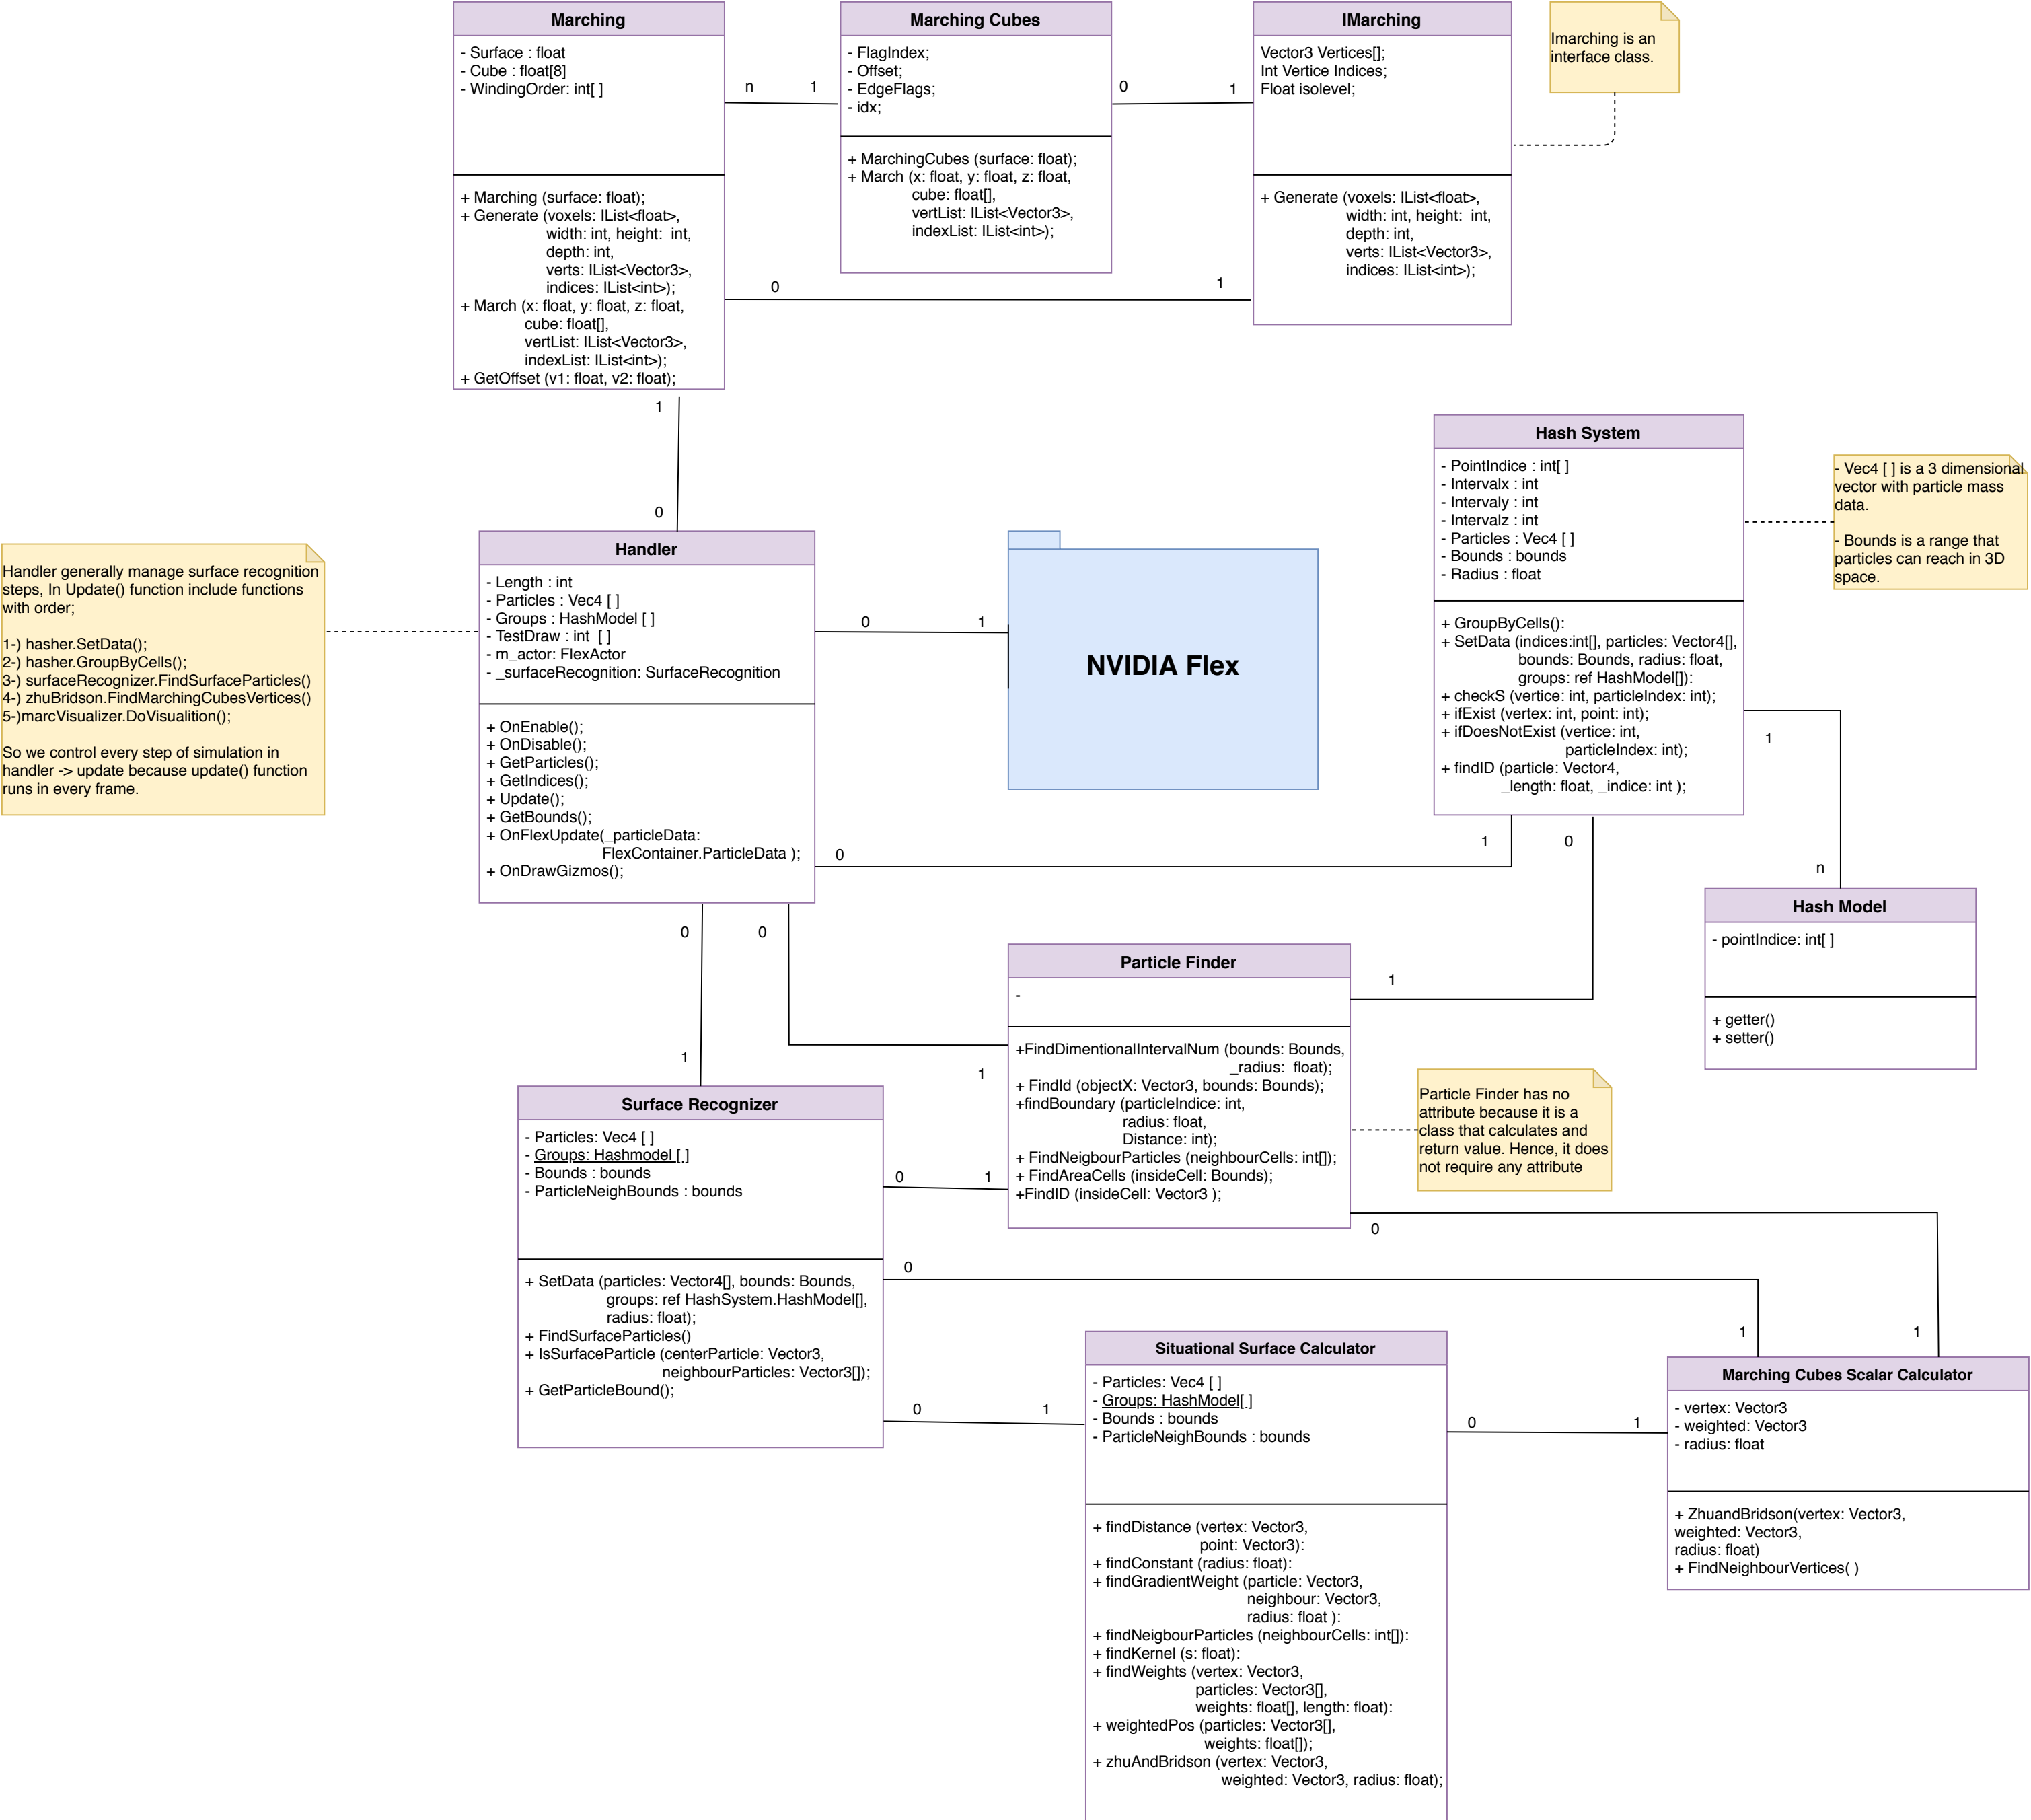 Marching
- Surface : float
- Cube : float[8]
- WindingOrder: int[ ]
+ Marching (surface: float);
+ Generate (voxels: IList<float>,
width: int, height:  int,
depth: int,
verts: IList<Vector3>,
indices: IList<int>);
+ March (x: float, y: float, z: float,
cube: float[],
vertList: IList<Vector3>,
indexList: IList<int>);
+ GetOffset (v1: float, v2: float);
n
1
Marching Cubes
- FlagIndex;
- Offset;
- EdgeFlags;
- idx;
+ MarchingCubes (surface: float);
+ March (x: float, y: float, z: float,
cube: float[],
vertList: IList<Vector3>,
indexList: IList<int>);
0
1
0
1
IMarching
Vector3 Vertices[];
Int Vertice Indices;
Float isolevel;
+ Generate (voxels: IList<float>,
width: int, height:  int,
depth: int,
verts: IList<Vector3>,
indices: IList<int>);
Imarching is an
interface class.
1
0
Handler generally manage surface recognition
steps, In Update() function include functions
with order;
1-) hasher.SetData();
2-) hasher.GroupByCells();
3-) surfaceRecognizer.FindSurfaceParticles()
4-) zhuBridson.FindMarchingCubesVertices()
5-)marcVisualizer.DoVisualition();
So we control every step of simulation in
handler -> update because update() function
runs in every frame.
Handler
- Length : int
- Particles : Vec4 [ ]
- Groups : HashModel [ ]
- TestDraw : int  [ ]
- m_actor: FlexActor
- _surfaceRecognition: SurfaceRecognition
+ OnEnable();
+ OnDisable();
+ GetParticles();
+ GetIndices();
+ Update();
+ GetBounds();
+ OnFlexUpdate(_particleData:
FlexContainer.ParticleData );
+ OnDrawGizmos();
0
1
NVIDIA Flex
Hash System
- PointIndice : int[ ]
- Intervalx : int
- Intervaly : int
- Intervalz : int
- Particles : Vec4 [ ]
- Bounds : bounds
- Radius : float
+ GroupByCells():
+ SetData (indices:int[], particles: Vector4[],
bounds: Bounds, radius: float,
groups: ref HashModel[]):
+ checkS (vertice: int, particleIndex: int);
+ ifExist (vertex: int, point: int);
+ ifDoesNotExist (vertice: int,
particleIndex: int);
+ findID (particle: Vector4,
_length: float, _indice: int );
- Vec4 [ ] is a 3 dimensional
vector with particle mass
data.
- Bounds is a range that
particles can reach in 3D
space.
1
n
0
1
0
1
Hash Model
- pointIndice: int[ ]
+ getter()
+ setter()
0
1
0
1
Particle Finder
-
+FindDimentionalIntervalNum (bounds: Bounds,
_radius:  float);
+ FindId (objectX: Vector3, bounds: Bounds);
+findBoundary (particleIndice: int,
radius: float,
Distance: int);
+ FindNeigbourParticles (neighbourCells: int[]);
+ FindAreaCells (insideCell: Bounds);
+FindID (insideCell: Vector3 );
Particle Finder has no
attribute because it is a
class that calculates and
return value. Hence, it does
not require any attribute
Surface Recognizer
- Particles: Vec4 [ ]
- Groups: Hashmodel [ ]
- Bounds : bounds
- ParticleNeighBounds : bounds
+ SetData (particles: Vector4[], bounds: Bounds,
groups: ref HashSystem.HashModel[],
radius: float);
+ FindSurfaceParticles()
+ IsSurfaceParticle (centerParticle: Vector3,
neighbourParticles: Vector3[]);
+ GetParticleBound();
0
1
0
1
0
1
0
1
Situational Surface Calculator
- Particles: Vec4 [ ]
- Groups: HashModel[ ]
- Bounds : bounds
- ParticleNeighBounds : bounds
+ findDistance (vertex: Vector3,
point: Vector3):
+ findConstant (radius: float):
+ findGradientWeight (particle: Vector3,
neighbour: Vector3,
radius: float ):
+ findNeigbourParticles (neighbourCells: int[]):
+ findKernel (s: float):
+ findWeights (vertex: Vector3,
particles: Vector3[],
weights: float[], length: float):
+ weightedPos (particles: Vector3[],
weights: float[]);
+ zhuAndBridson (vertex: Vector3,
weighted: Vector3, radius: float);
0
1
Marching Cubes Scalar Calculator
- vertex: Vector3
- weighted: Vector3
- radius: float
+ ZhuandBridson(vertex: Vector3,
weighted: Vector3,
radius: float)
+ FindNeighbourVertices( )